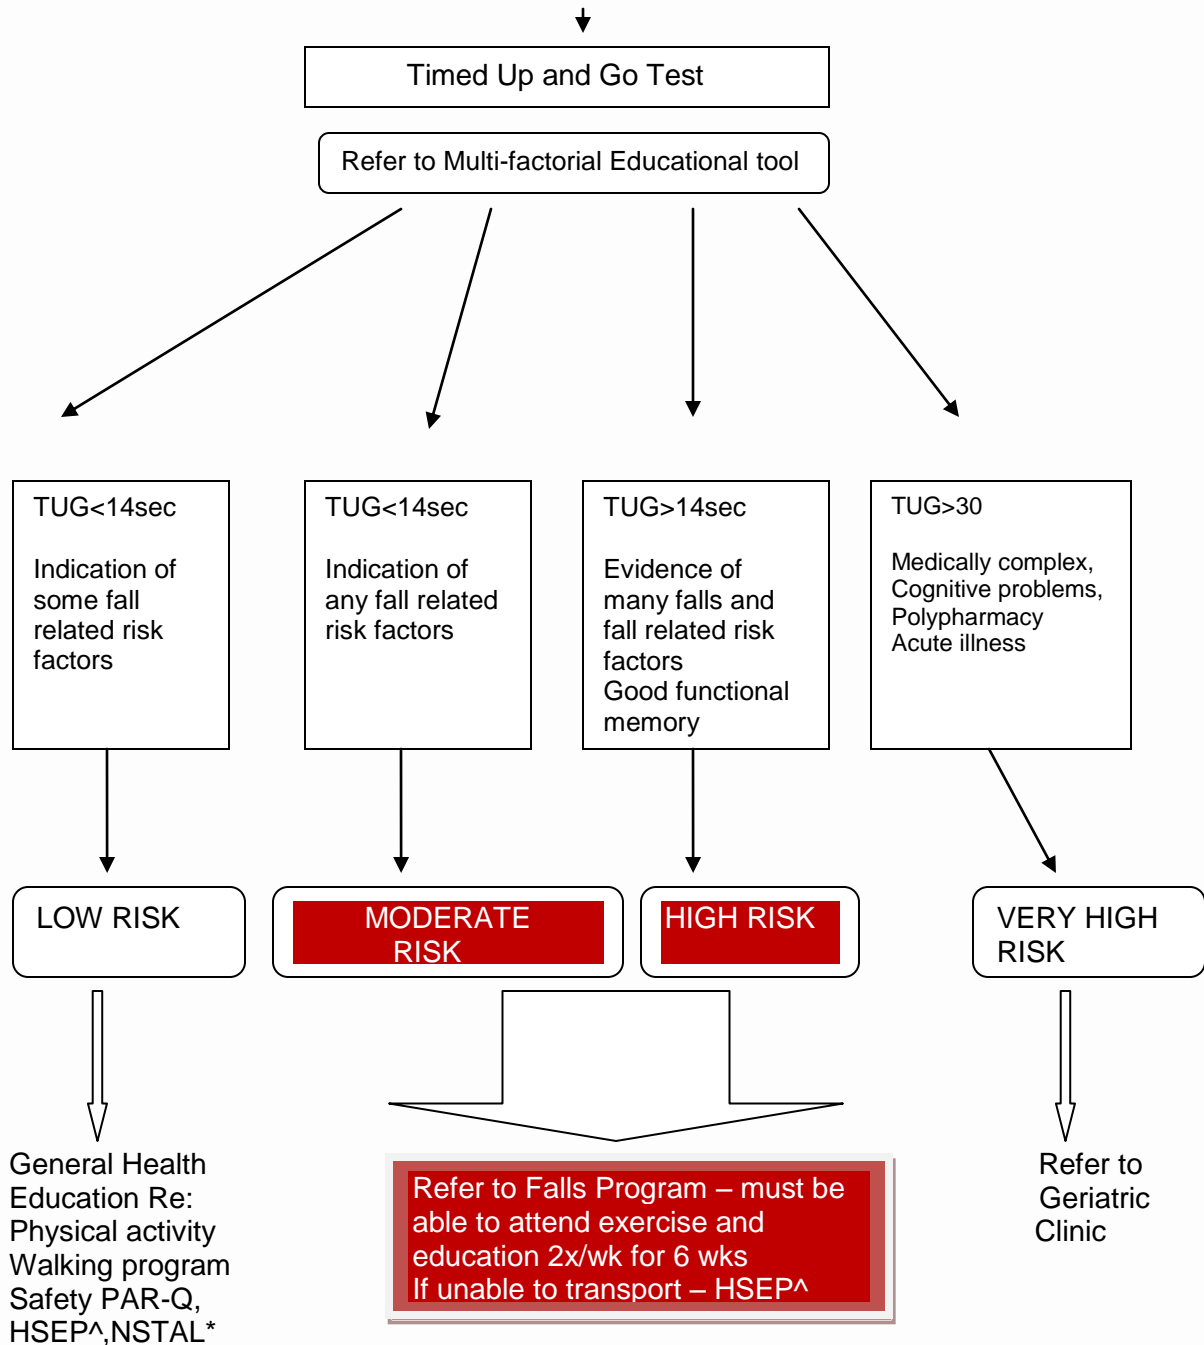 Timed Up and Go Test
Refer to Multi-factorial Educational tool
TUG<14sec
Indication of
some fall
related risk
factors
TUG<14sec
Indication of
any fall related
risk factors
TUG>14sec
Evidence of
many falls and
fall related risk
factors
Good functional
memory
TUG>30
Medically complex,
Cognitive problems,
Polypharmacy
Acute illness
LOW RISK
MODERATE
RISK
HIGH RISK
VERY HIGH
RISK
General Health
Education Re:
Physical activity
Walking program
Safety PAR-Q,
HSEP^,NSTAL*
Refer to Falls Program – must be
able to attend exercise and
education 2x/wk for 6 wks
If unable to transport – HSEP^
Refer to
Geriatric
Clinic